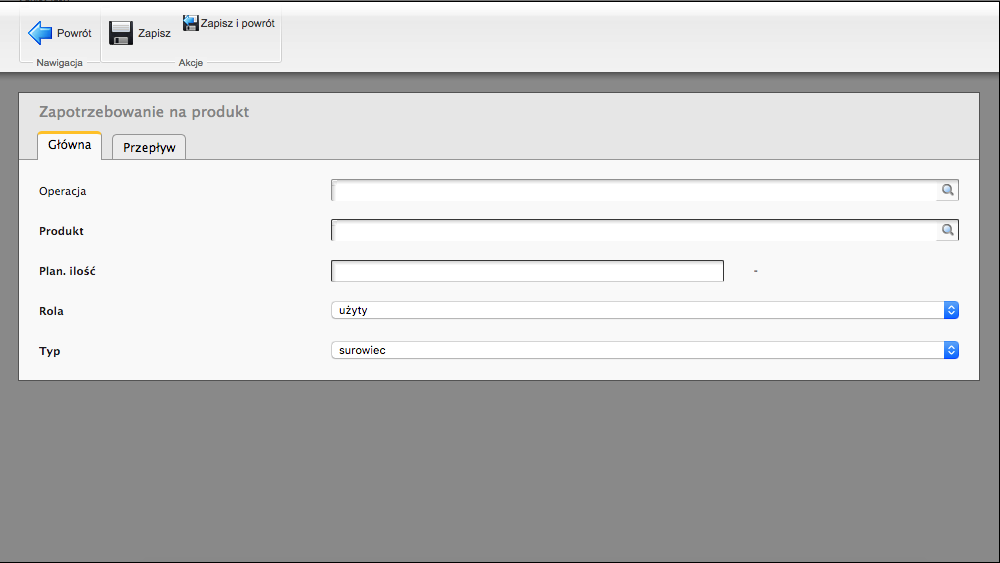 Powrót
Zapisz
Zapisz i powrót
Nawigacja
Akcje
Zapotrzebowanie na produkt
Główna
Przepływ
Operacja
Produkt
Plan. ilość
-
Rola
użyty
Typ
surowiec